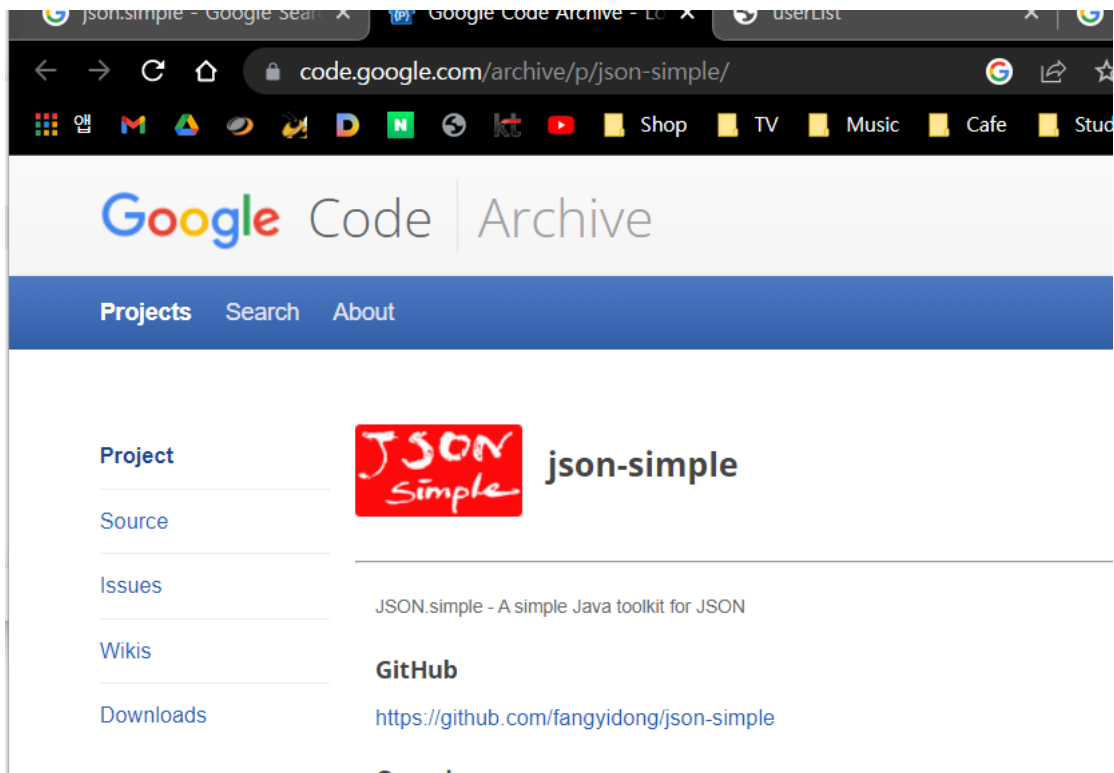 json.simple - Google Sear
Google Code Archive - Lo
userList
code.google.com/archive/p/json-simple/
앱
kt
Shop
TV
Music
Cafe
Stud
Google Code Archive
Projects Search About
Project
JSON
Simple
json-simple
Source
Issues
JSON.simple - A simple Java toolkit for JSON
Wikis
GitHub
Downloads
https://github.com/fangyidong/json-simple